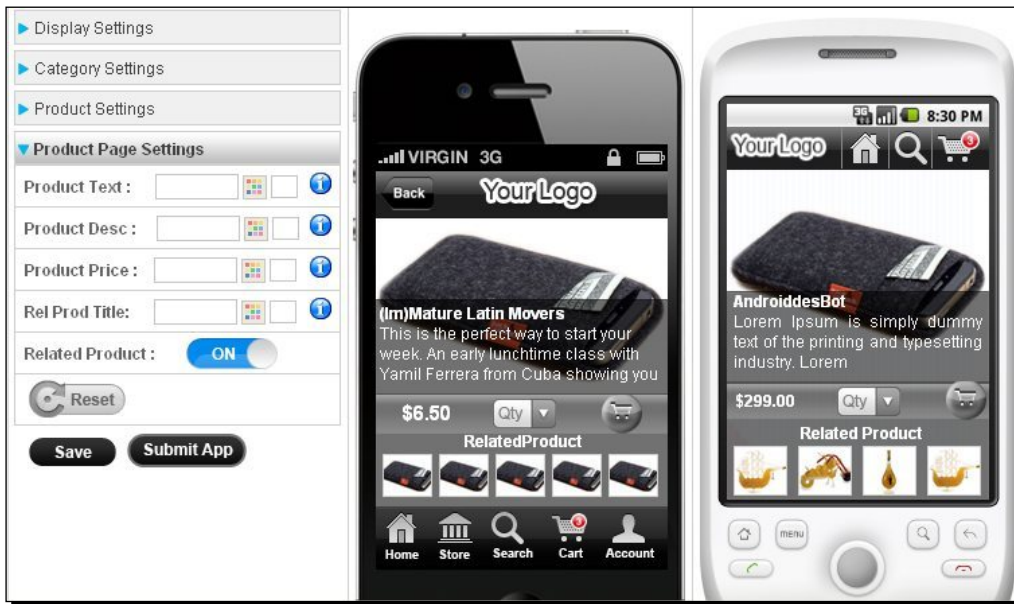 Display Settings
Category Settings
Product Settings
Product Page Settings
Product Text :
Product Desc :
Product Price :
Rel Prod Title:
Related Product :
ON
Reset
Save
Submit App
VIRGIN 3G
Back
Your Logo
(Im)Mature Latin Movers
This is the perfect way to start your
week. An early lunchtime class with
Yamil Ferrera from Cuba showing you
$6.50
Qty
RelatedProduct
Home
Store
Search
3
Cart
Account
3G
8:30 PM
Your Logo
3
AndroiddesBot
Lorem Ipsum is simply dummy
text of the printing and typesetting
industry. Lorem
$299.00
Qty
Related Product
menu